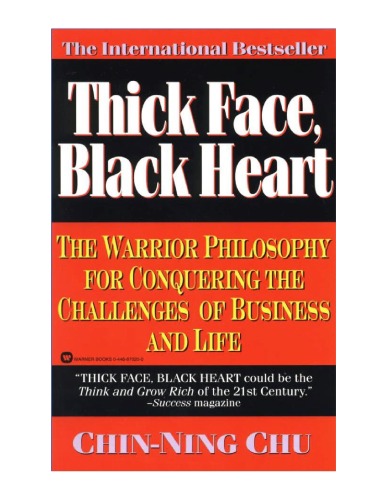 The International Bestseller
Thick Face,
Black Heart
THE WARRIOR PHILOSOPHY
FOR CONQUERING THE
CHALLENGES OF BUSINESS
AND LIFE
WARNER BOOKS
“THICK FACE, BLACK HEART could be the
Think and Grow Rich of the 21st Century.”
–Success magazine
CHIN-NING CHU